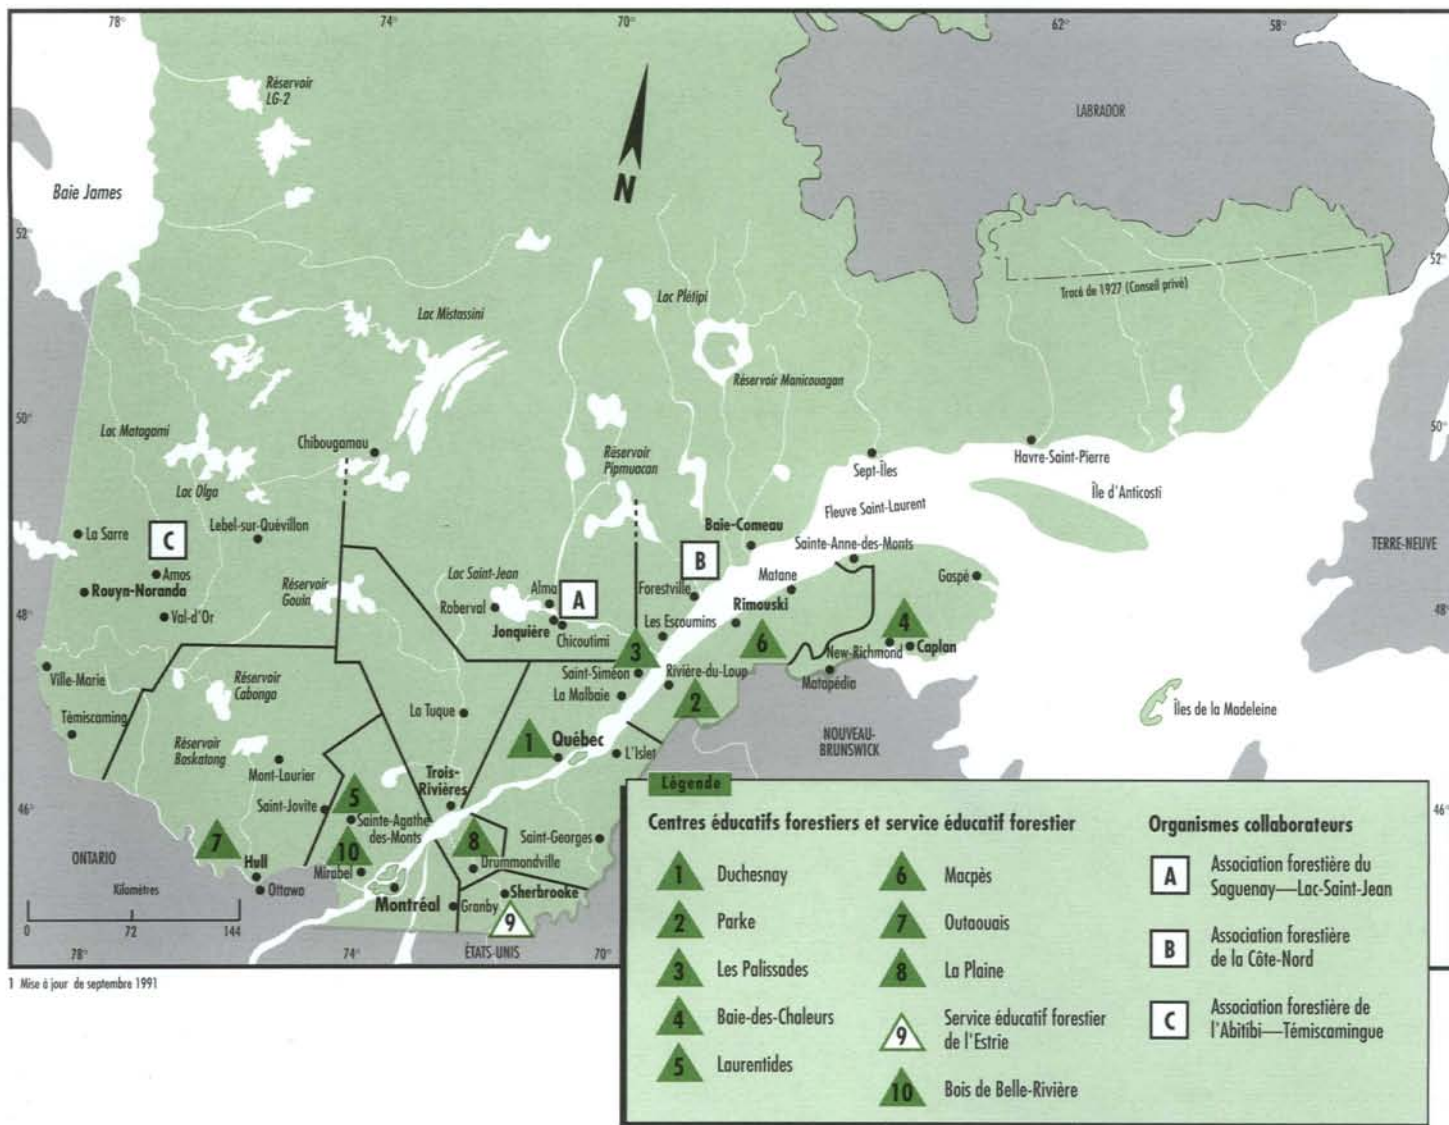 78°
74°
70°
62°
58°
Réservoir
LG-2
LABRADOR
Baie James
N
52°
52°
Tracé de 1927 (Conseil privé)
Lac Plétipi
Lac Mistassini
Réservoir Manicouagan
50°
50°
Lac Matagami
Chibougamau
Réservoir
Pipmuacan
Sept-Îles
Havre-Saint-Pierre
Lac Olga
Île d'Anticosti
Fleuve Saint-Laurent
La Sarre
C
Lebel-sur-Quévillon
Baie-Comeau
Sainte-Anne-des-Monts
TERRE-NEUVE
Amos
B
Rouyn-Noranda
Réservoir
Gouin
Lac Saint-Jean
Alma
A
Forestville
Matane
Gaspé
48°
48°
Val-d'Or
Roberval
Jonquière
Chicoutimi
Les Escoumins
Rimouski
4
3
6
New-Richmond
Caplan
Ville-Marie
Saint-Siméon
Rivière-du-Loup
Matapédia
Réservoir
Cabonga
La Malbaie
2
Témiscaming
La Tuque
Îles de la Madeleine
Réservoir
Baskatong
1
Québec
L'Islet
NOUVEAU-
BRUNSWICK
Mont-Laurier
Trois-
Rivières
Saint-Jovite
5
46°
46°
Sainte-Agathe
des-Monts
7
10
8
Saint-Georges
ONTARIO
Hull
Mirabel
Drummondville
Kilomètres
Ottawa
Montréal
Granby
Sherbrooke
0
72
144
9
78°
74°
ÉTATS-UNIS
70°
1 Mise à jour de septembre 1991
Légende
Centres éducatifs forestiers et service éducatif forestier
1 Duchesnay
2 Parke
3 Les Palissades
4 Baie-des-Chaleurs
5 Laurentides
6 Macpès
7 Outaouais
8 La Plaine
9 Service éducatif forestier
de l'Estrie
10 Bois de Belle-Rivière
Organismes collaborateurs
A Association forestière du
Saguenay—Lac-Saint-Jean
B Association forestière
de la Côte-Nord
C Association forestière de
l'Abitibi—Témiscamingue